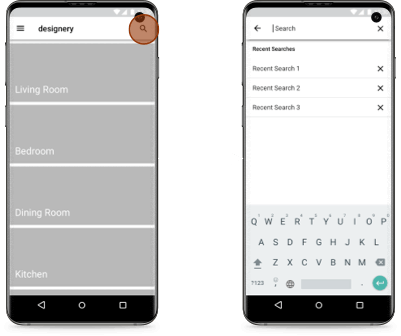 designery
Living Room
Bedroom
Dining Room
Kitchen
Search
Recent Searches
Recent Search 1
Recent Search 2
Recent Search 3
Q W E R T Y U I O P
A S D F G H J K L
Z X C V B N M
?123 , .